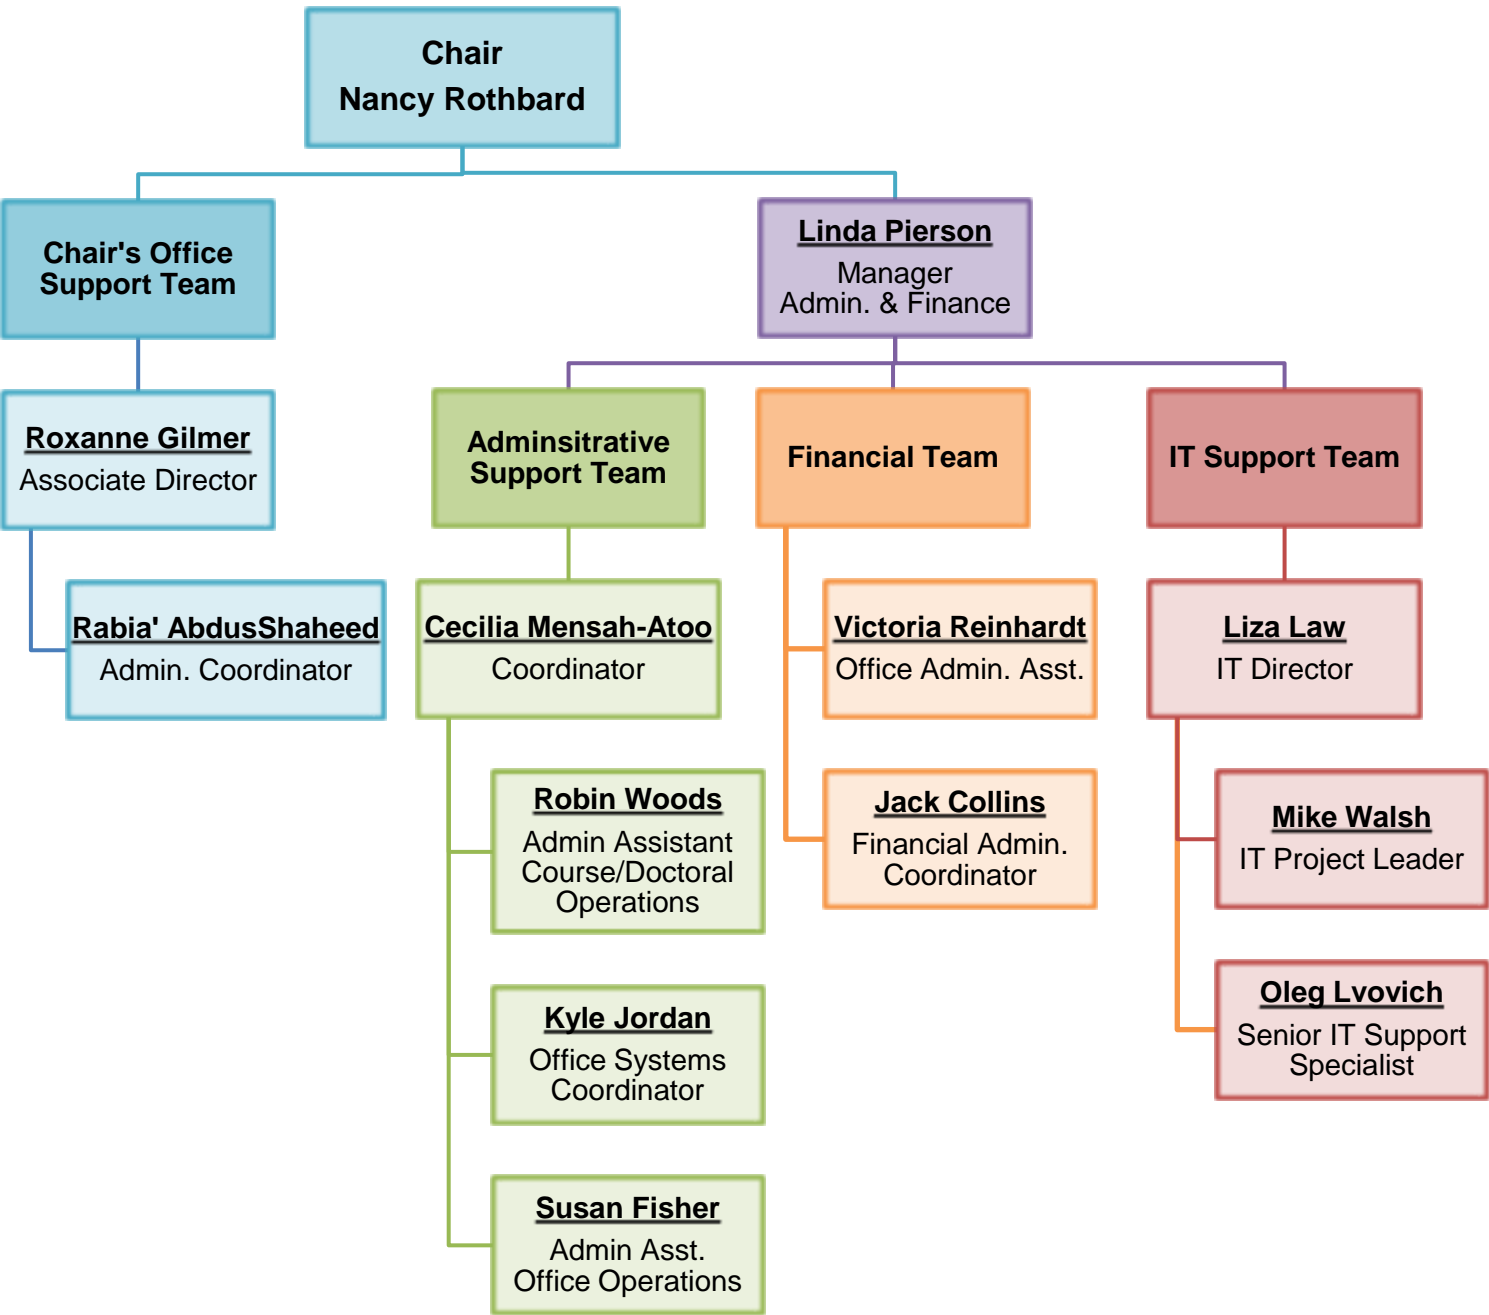 Chair
Nancy Rothbard
Chair's Office
Support Team
Linda Pierson
Manager
Admin. & Finance
Roxanne Gilmer
Associate Director
Adminsitrative
Support Team
Financial Team
IT Support Team
Rabia' AbdusShaheed
Admin. Coordinator
Cecilia Mensah-Atoo
Coordinator
Victoria Reinhardt
Office Admin. Asst.
Liza Law
IT Director
Robin Woods
Admin Assistant
Course/Doctoral
Operations
Jack Collins
Financial Admin.
Coordinator
Mike Walsh
IT Project Leader
Kyle Jordan
Office Systems
Coordinator
Oleg Lvovich
Senior IT Support
Specialist
Susan Fisher
Admin Asst.
Office Operations